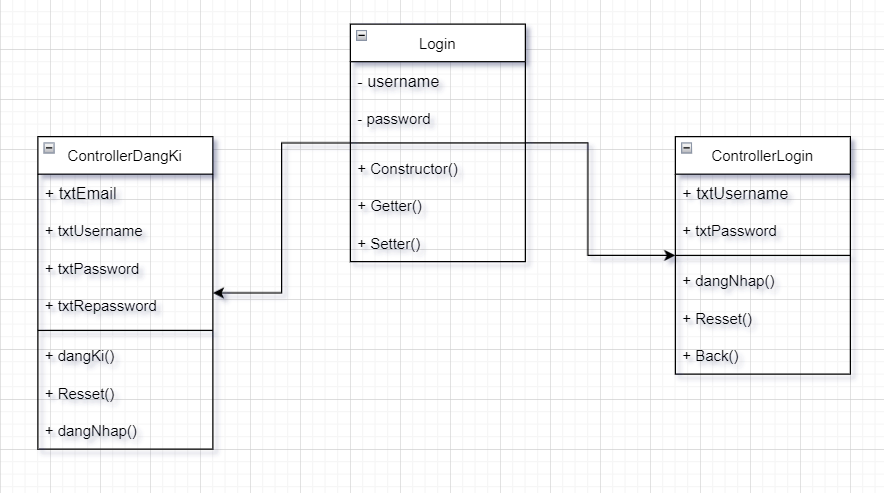 Login
- username
- password
+ Constructor()
+ Getter()
+ Setter()
ControllerDangKi
+ txtEmail
+ txtUsername
+ txtPassword
+ txtRepassword
+ dangKi()
+ Resset()
+ dangNhap()
ControllerLogin
+ txtUsername
+ txtPassword
+ dangNhap()
+ Resset()
+ Back()